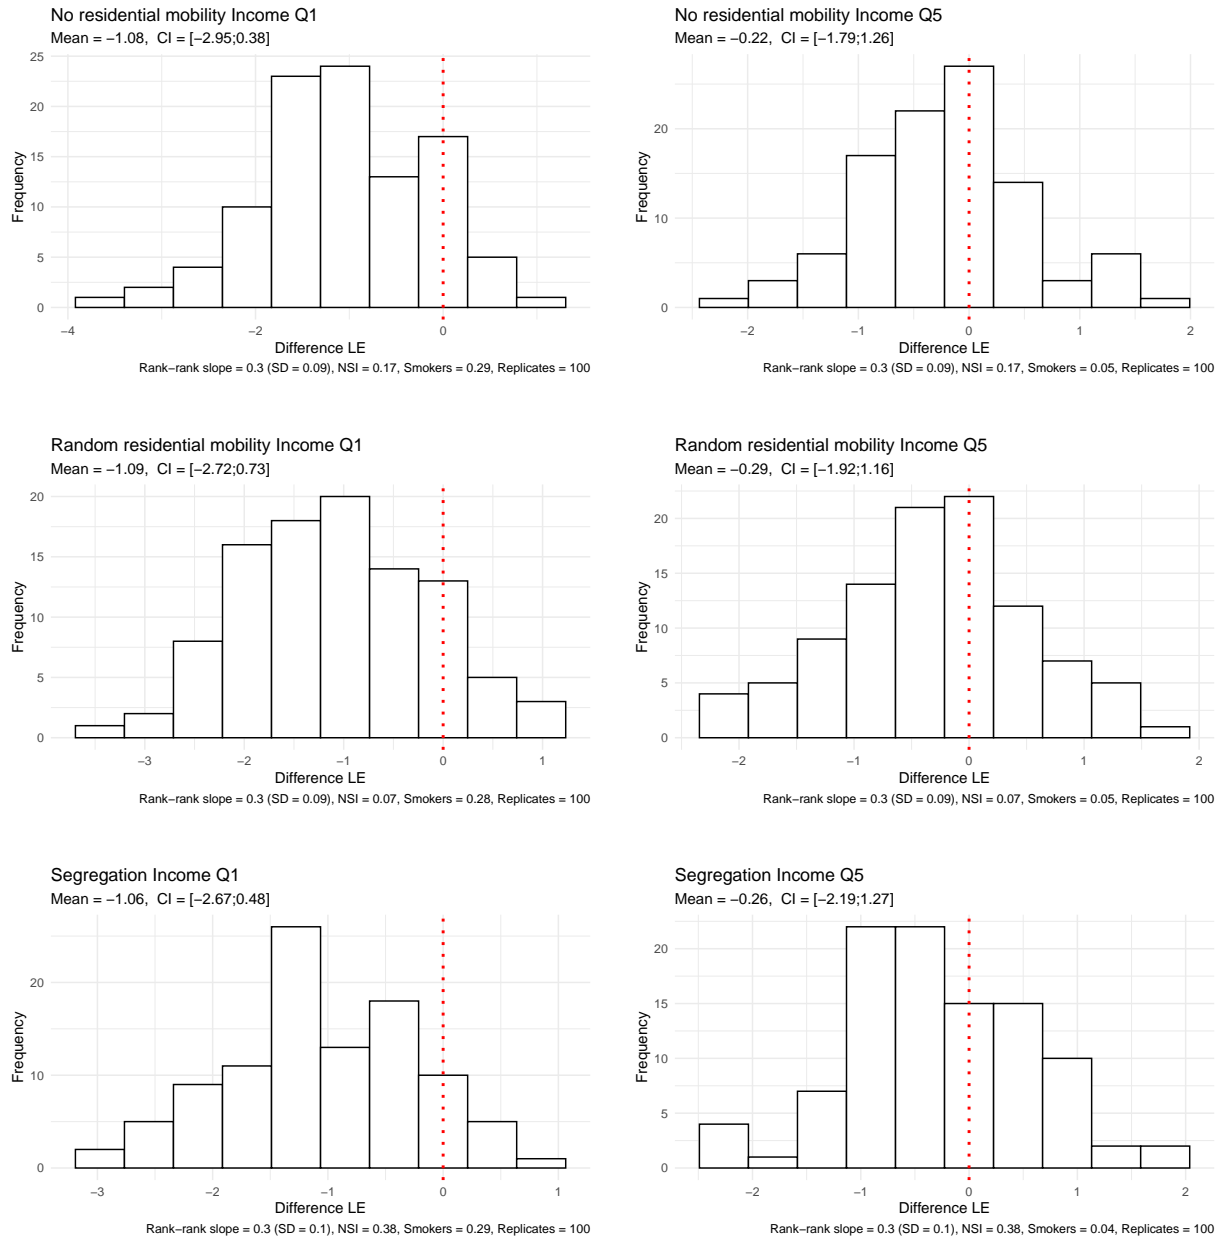 No residential mobility Income Q1
Mean = −1.08,  CI = [−2.95;0.38]
25
20
15
10
5
0
Frequency
−4
−2
0
Difference LE
Rank−rank slope = 0.3 (SD = 0.09), NSI = 0.17, Smokers = 0.29, Replicates = 100
No residential mobility Income Q5
Mean = −0.22,  CI = [−1.79;1.26]
20
10
0
Frequency
−2
−1
0
1
2
Difference LE
Rank−rank slope = 0.3 (SD = 0.09), NSI = 0.17, Smokers = 0.05, Replicates = 100
Random residential mobility Income Q1
Mean = −1.09,  CI = [−2.72;0.73]
20
15
10
5
0
Frequency
−3
−2
−1
0
1
Difference LE
Rank−rank slope = 0.3 (SD = 0.09), NSI = 0.07, Smokers = 0.28, Replicates = 100
Random residential mobility Income Q5
Mean = −0.29,  CI = [−1.92;1.16]
20
15
10
5
0
Frequency
−2
−1
0
1
2
Difference LE
Rank−rank slope = 0.3 (SD = 0.09), NSI = 0.07, Smokers = 0.05, Replicates = 100
Segregation Income Q1
Mean = −1.06,  CI = [−2.67;0.48]
20
10
0
Frequency
−3
−2
−1
0
1
Difference LE
Rank−rank slope = 0.3 (SD = 0.1), NSI = 0.38, Smokers = 0.29, Replicates = 100
Segregation Income Q5
Mean = −0.26,  CI = [−2.19;1.27]
20
15
10
5
0
Frequency
−2
−1
0
1
2
Difference LE
Rank−rank slope = 0.3 (SD = 0.1), NSI = 0.38, Smokers = 0.04, Replicates = 100